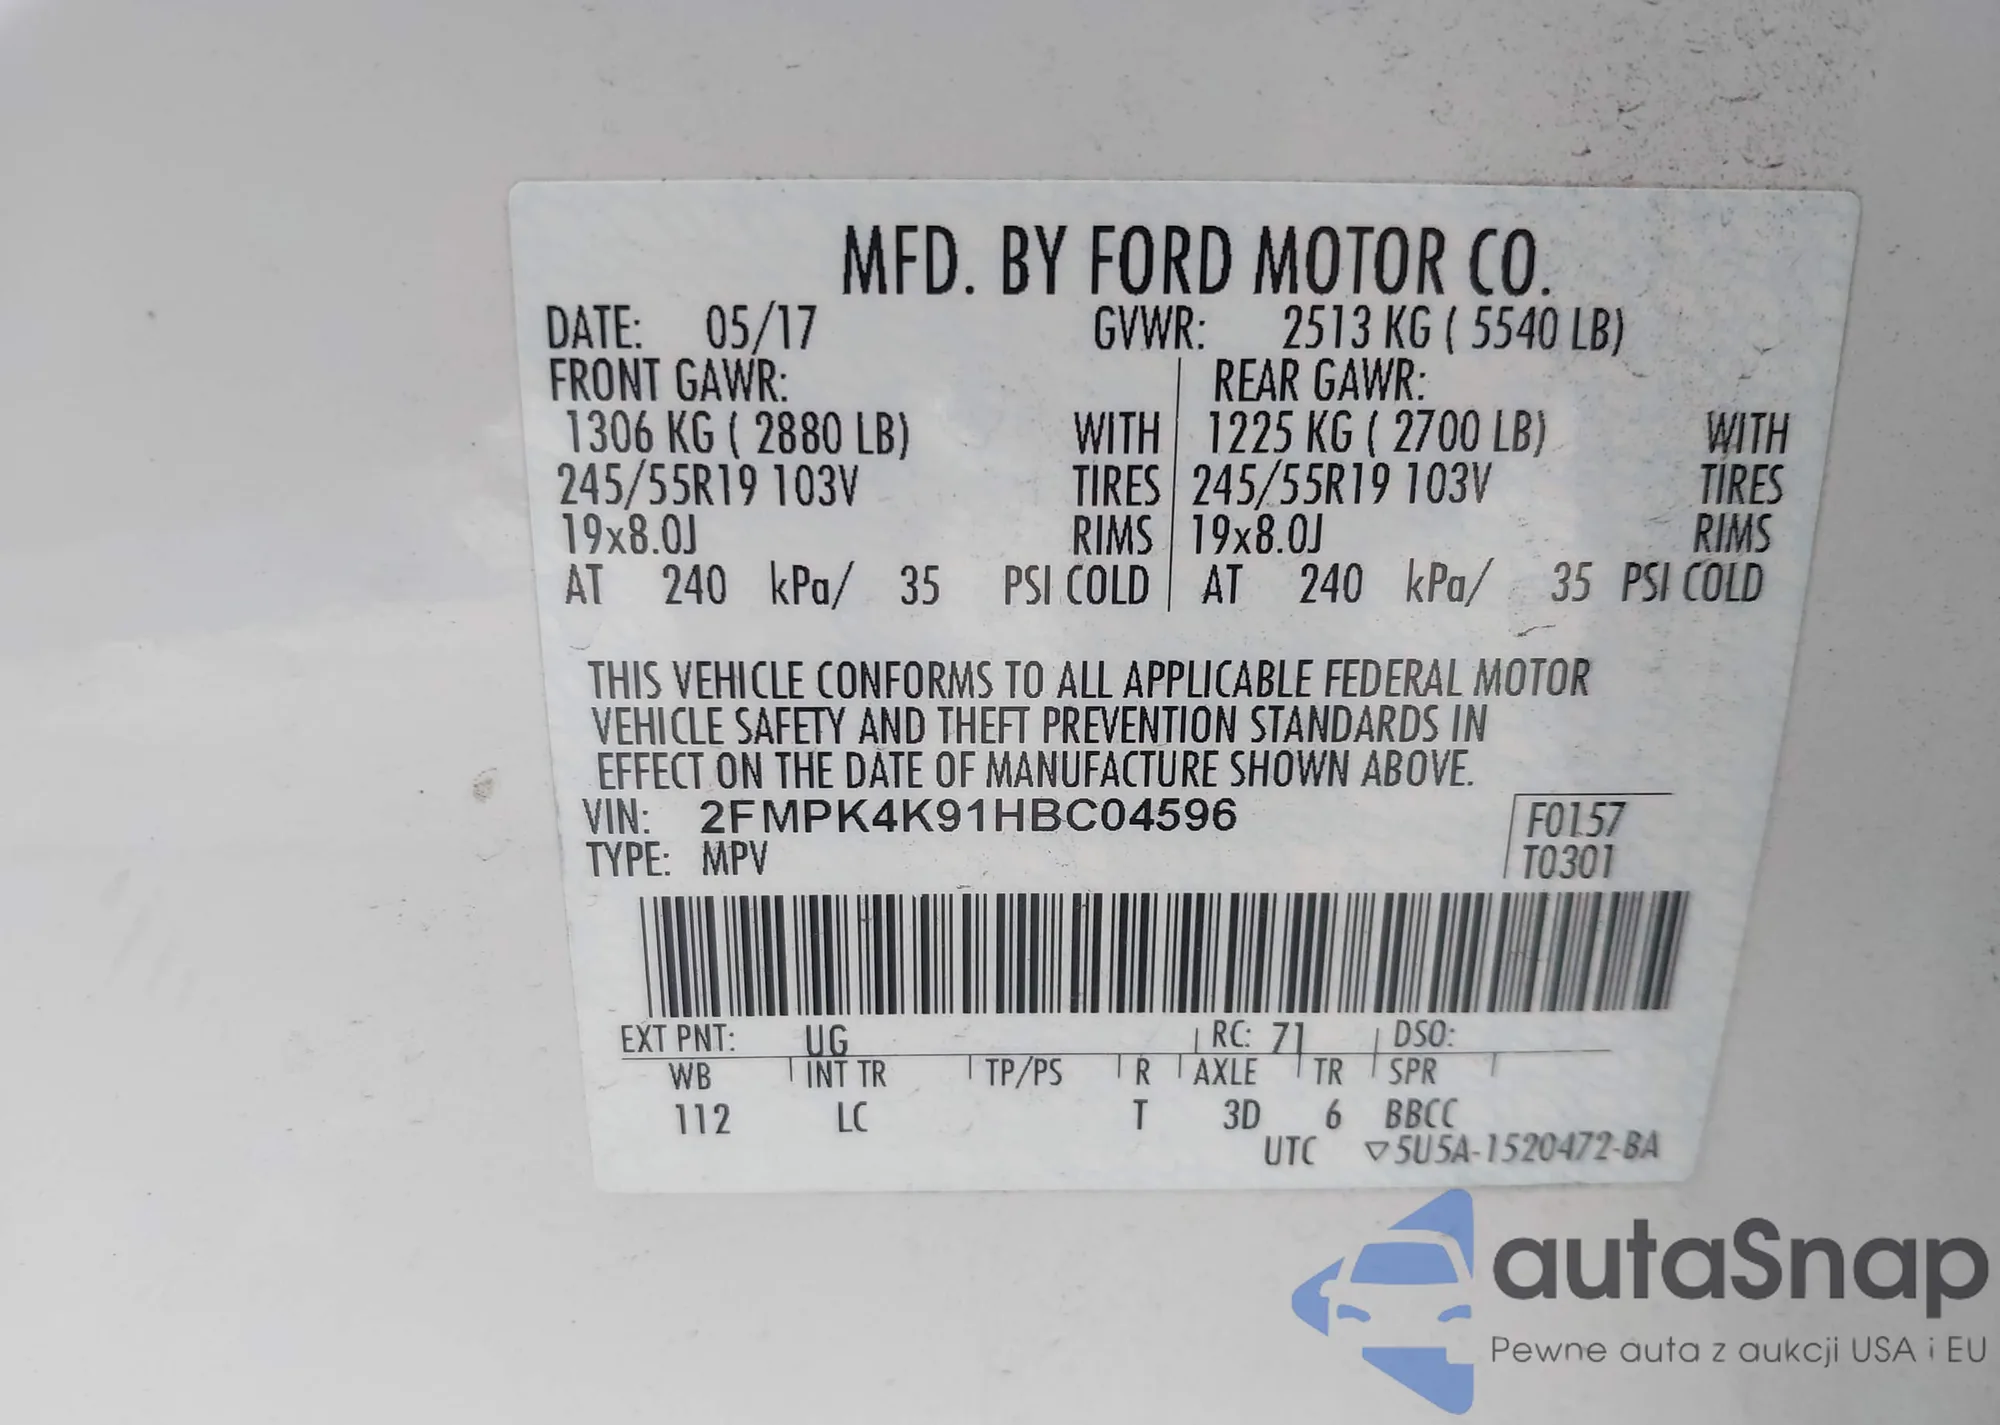 MFD. BY FORD MOTOR CO.
DATE: 05/17 GVWR: 2513 KG ( 5540 LB)
FRONT GAWR: REAR GAWR:
1306 KG ( 2880 LB) WITH 1225 KG ( 2700 LB) WITH
245/55R19 103V TIRES 245/55R19 103V TIRES
19x8.0J RIMS 19x8.0J RIMS
AT 240 kPa/ 35 PSI COLD AT 240 kPa/ 35 PSI COLD
THIS VEHICLE CONFORMS TO ALL APPLICABLE FEDERAL MOTOR
VEHICLE SAFETY AND THEFT PREVENTION STANDARDS IN
EFFECT ON THE DATE OF MANUFACTURE SHOWN ABOVE.
VIN: 2FMPK4K91HBC04596 F0157
TYPE: MPV T0301
EXT PNT: UG RC: 71 DSO:
WB INT TR TP/PS R AXLE TR SPR
112 LC T 3D 6 BBCC
UTC ▽5U5A-1520472-BA
autaSnap
Pewne auta z aukcji USA i EU